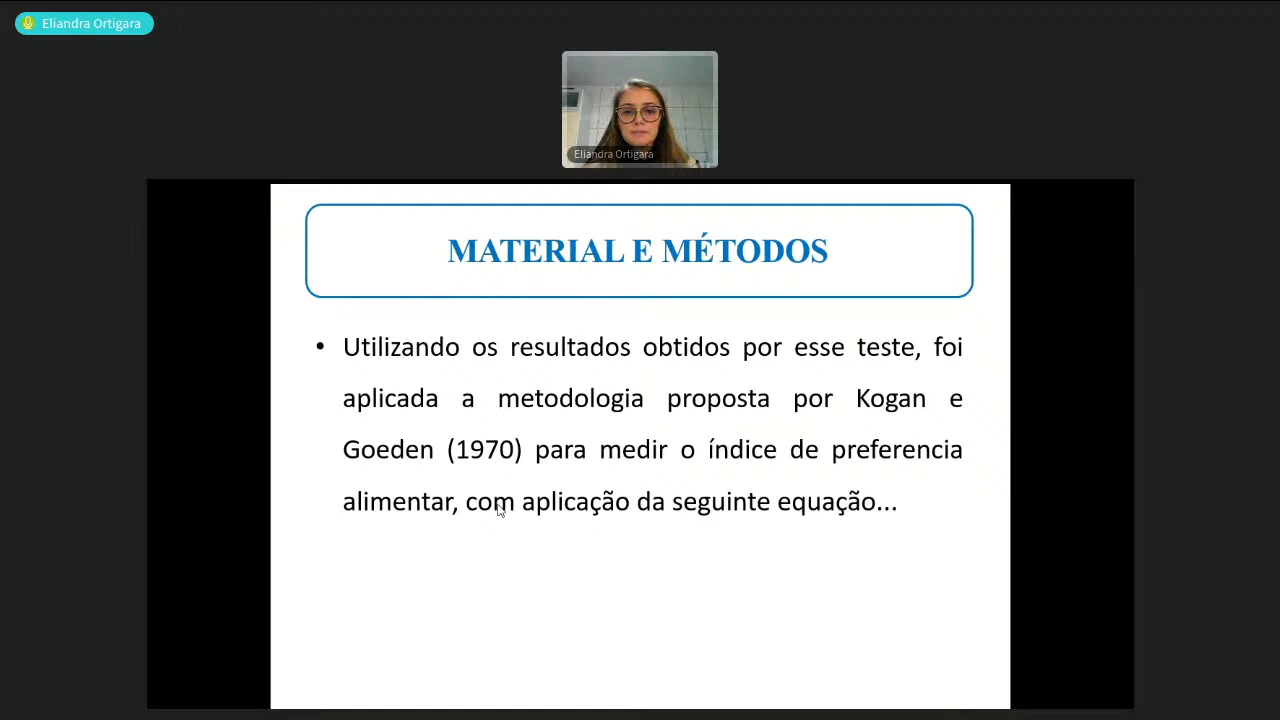 Eliandra Ortigara
Eliandra Ortigara
MATERIAL E MÉTODOS
• Utilizando os resultados obtidos por esse teste, foi
aplicada a metodologia proposta por Kogan e
Goeden (1970) para medir o índice de preferencia
alimentar, com aplicação da seguinte equação...